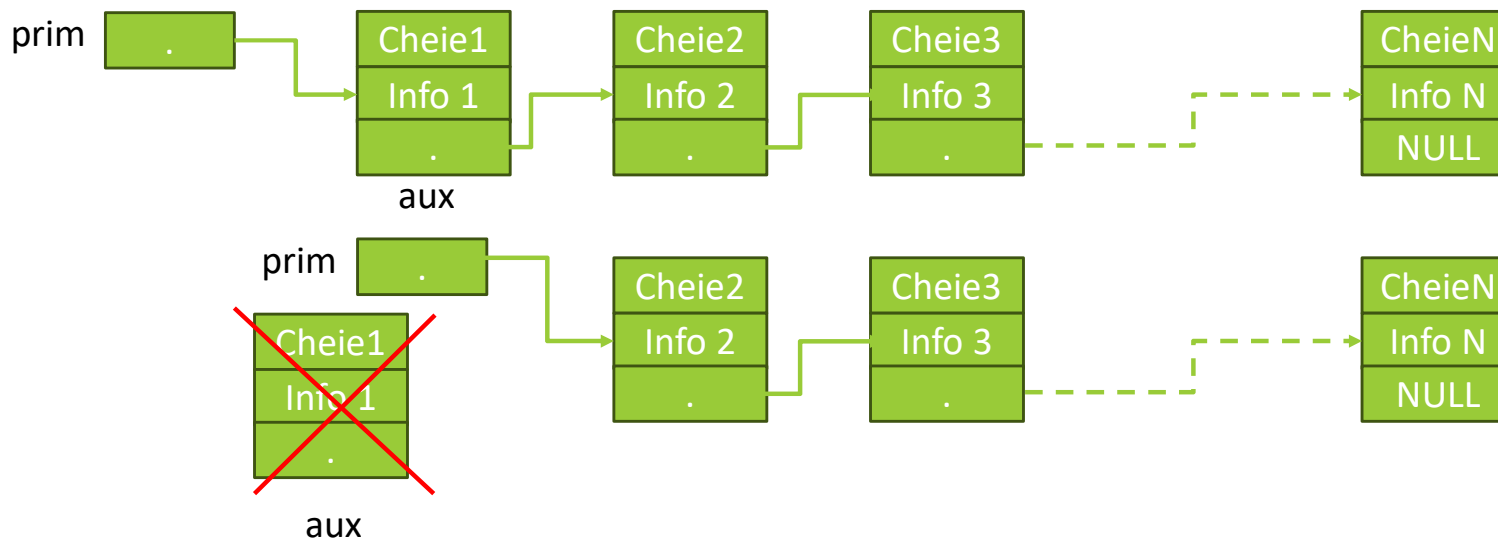 prim . Cheie1 Cheie2 Cheie3 CheieN
Info 1 Info 2 Info 3 Info N
. . . NULL
aux
prim . Cheie2 Cheie3 CheieN
Cheie1 Info 2 Info 3 Info N
Info 1 . . NULL
.
aux